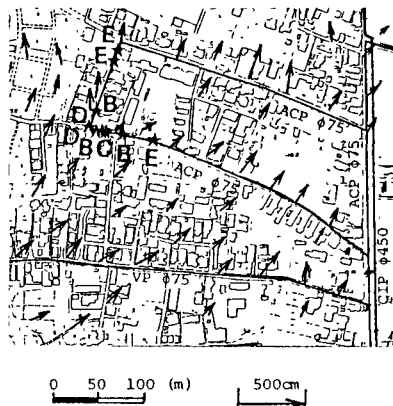 E
E
B
D
D B C B E
ACP φ75
ACP φ75
ACP φ75
CIP φ450
VP φ75
0 50 100 (m)
500cm